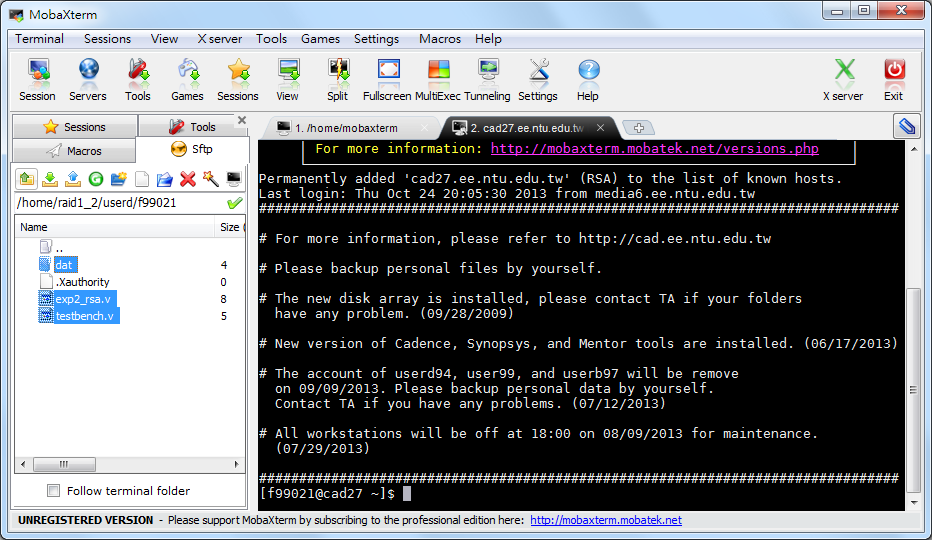 MobaXterm
Terminal Sessions View X server Tools Games Settings Macros Help
Session Servers Tools Games Sessions View Split Fullscreen MultiExec Tunneling Settings Help X server Exit
Sessions Tools
Macros Sftp
1. /home/mobaxterm
2. cad27.ee.ntu.edu.tw
/home/raid1_2/userd/f99021
Name Size (
..
dat 4
.Xauthority 0
exp2_rsa.v 8
testbench.v 5
Follow terminal folder
For more information: http://mobaxterm.mobatek.net/versions.php
Permanently added 'cad27.ee.ntu.edu.tw' (RSA) to the list of known hosts.
Last login: Thu Oct 24 20:05:30 2013 from media6.ee.ntu.edu.tw
################################################################################
# For more information, please refer to http://cad.ee.ntu.edu.tw
# Please backup personal files by yourself.
# The new disk array is installed, please contact TA if your folders
have any problem. (09/28/2009)
# New version of Cadence, Synopsys, and Mentor tools are installed. (06/17/2013)
# The account of userd94, user99, and userb97 will be remove
on 09/09/2013. Please backup personal data by yourself.
Contact TA if you have any problems. (07/12/2013)
# All workstations will be off at 18:00 on 08/09/2013 for maintenance.
(07/29/2013)
################################################################################
[f99021@cad27 ~]$
UNREGISTERED VERSION - Please support MobaXterm by subscribing to the professional edition here: http://mobaxterm.mobatek.net